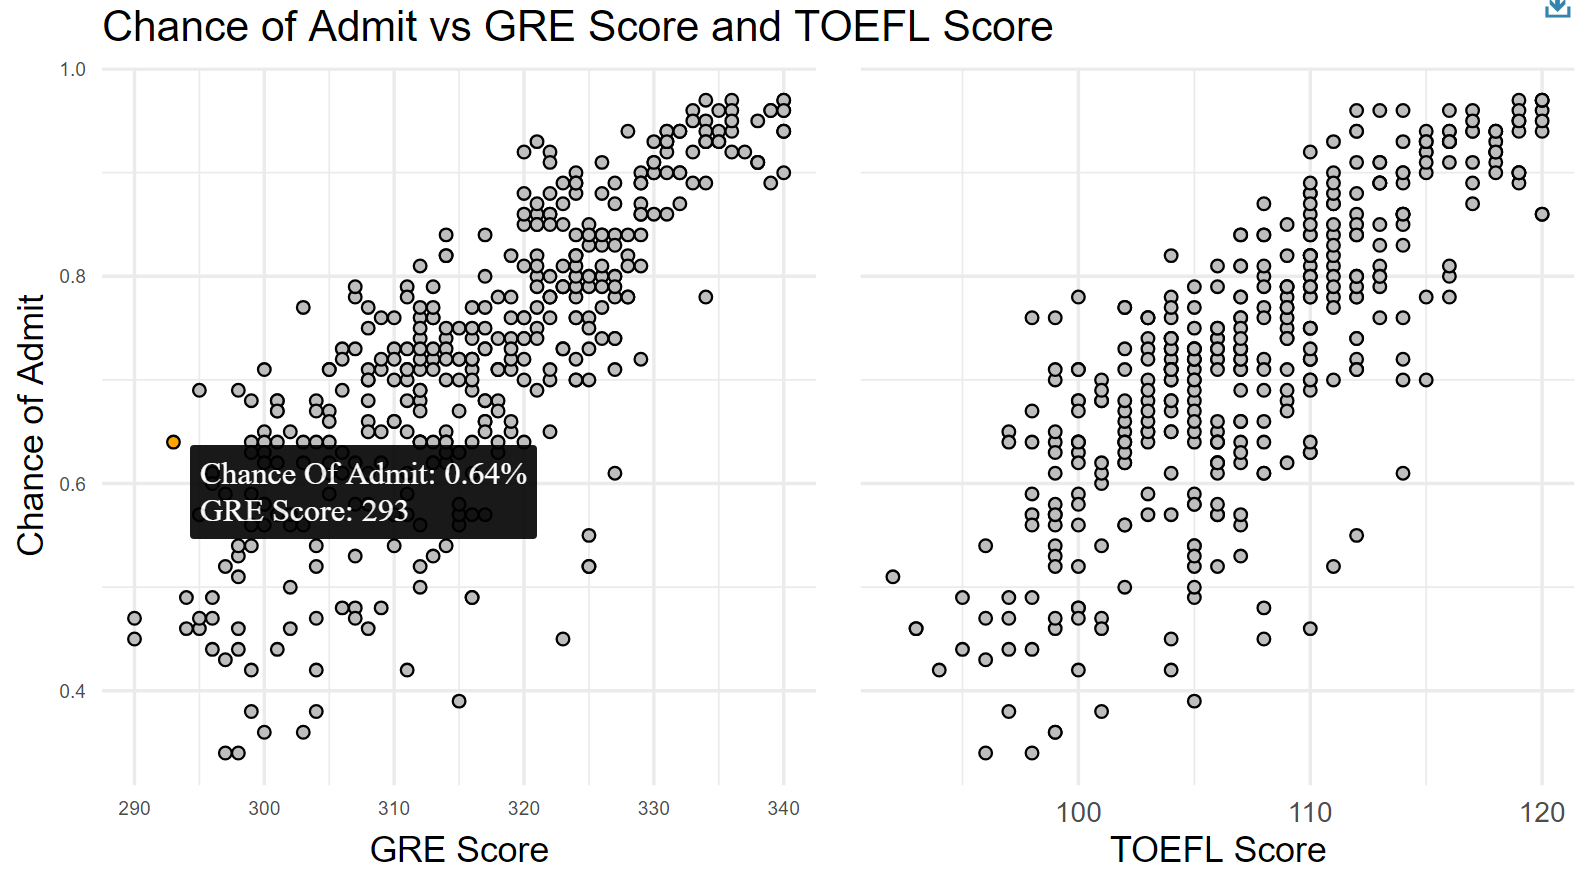 Chance of Admit vs GRE Score and TOEFL Score
Chance of Admit
1.0
0.8
0.6
0.4
Chance Of Admit: 0.64%
GRE Score: 293
290 300 310 320 330 340
GRE Score
100 110 120
TOEFL Score